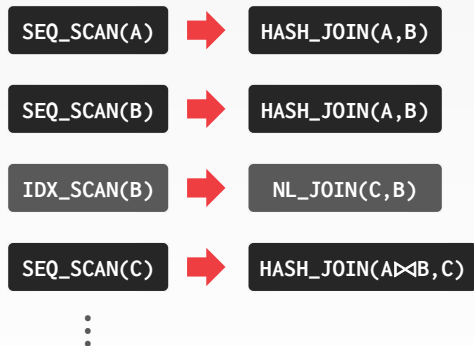 SEQ_SCAN(A) HASH_JOIN(A,B)
SEQ_SCAN(B) HASH_JOIN(A,B)
IDX_SCAN(B) NL_JOIN(C,B)
SEQ_SCAN(C) HASH_JOIN(A⨝B,C)
⋮